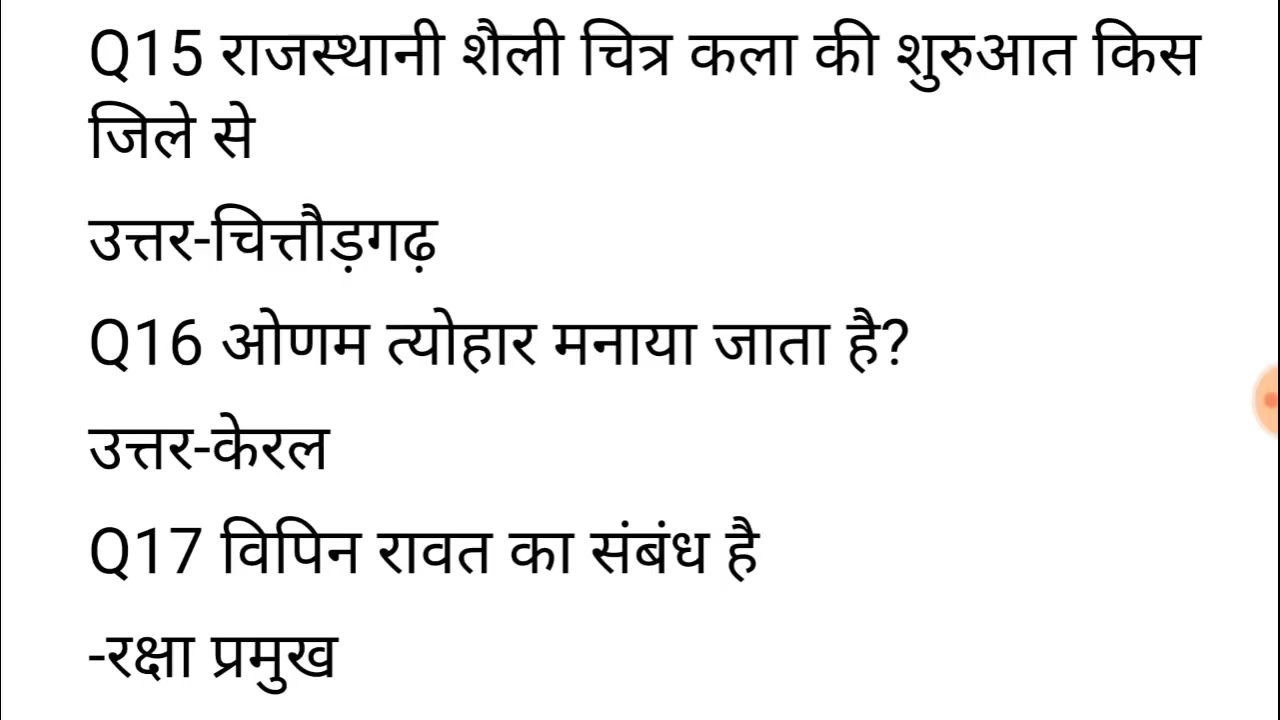 Q15 राजस्थानी शैली चित्र कला की शुरुआत किस
जिले से
उत्तर-चित्तौड़गढ़
Q16 ओणम त्योहार मनाया जाता है?
उत्तर-केरल
Q17 विपिन रावत का संबंध है
-रक्षा प्रमुख